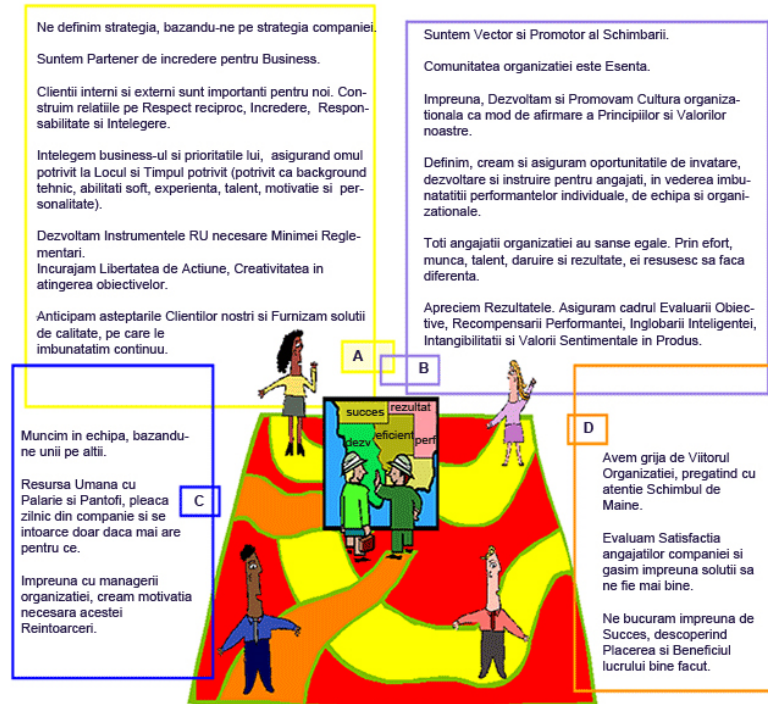 Ne definim strategia, bazandu-ne pe strategia companiei.
Suntem Partener de incredere pentru Business.
Clientii interni si externi sunt importanti pentru noi. Con-
struim relatiile pe Respect reciproc, Incredere, Respon-
sabilitate si Intelegere.
Intelegem business-ul si prioritatile lui, asigurand omul
potrivit la Locul si Timpul potrivit (potrivit ca background
tehnic, abilitati soft, experienta, talent, motivatie si per-
sonalitate).
Dezvoltam Instrumentele RU necesare Minimei Regle-
mentari.
Incurajam Libertatea de Actiune, Creativitatea in
atingerea obiectivelor.
Anticipam asteptarile Clientilor nostri si Furnizam solutii
de calitate, pe care le
imbunatatim continuu.
A
Suntem Vector si Promotor al Schimbarii.
Comunitatea organizatiei este Esenta.
Impreuna, Dezvoltam si Promovam Cultura organiza-
tionala ca mod de afirmare a Principiilor si Valorilor
noastre.
Definim, cream si asiguram oportunitatile de invatare,
dezvoltare si instruire pentru angajati, in vederea imbu-
natatitii performantelor individuale, de echipa si organi-
zationale.
Toti angajatii organizatiei au sanse egale. Prin efort,
munca, talent, daruire si rezultate, ei resusesc sa faca
diferenta.
Apreciem Rezultatele. Asiguram cadrul Evaluarii Obiec-
tive, Recompensarii Performantei, Inglobarii Inteligentei,
Intangibilitatii si Valorii Sentimentale in Produs.
B
Muncim in echipa, bazandu-
ne unii pe altii.
Resursa Umana cu
Palarie si Pantofi, pleaca
zilnic din companie si se
intoarce doar daca mai are
pentru ce.
Impreuna cu managerii
organizatiei, cream motivatia
necesara acestei
Reintoarceri.
C
succes
rezultat
dezv
eficient
perf
D
Avem grija de Viitorul
Organizatiei, pregatind cu
atentie Schimbul de
Maine.
Evaluam Satisfactia
angajatilor companiei si
gasim impreuna solutii sa
ne fie mai bine.
Ne bucuram impreuna de
Succes, descoperind
Placerea si Beneficiul
lucrului bine facut.